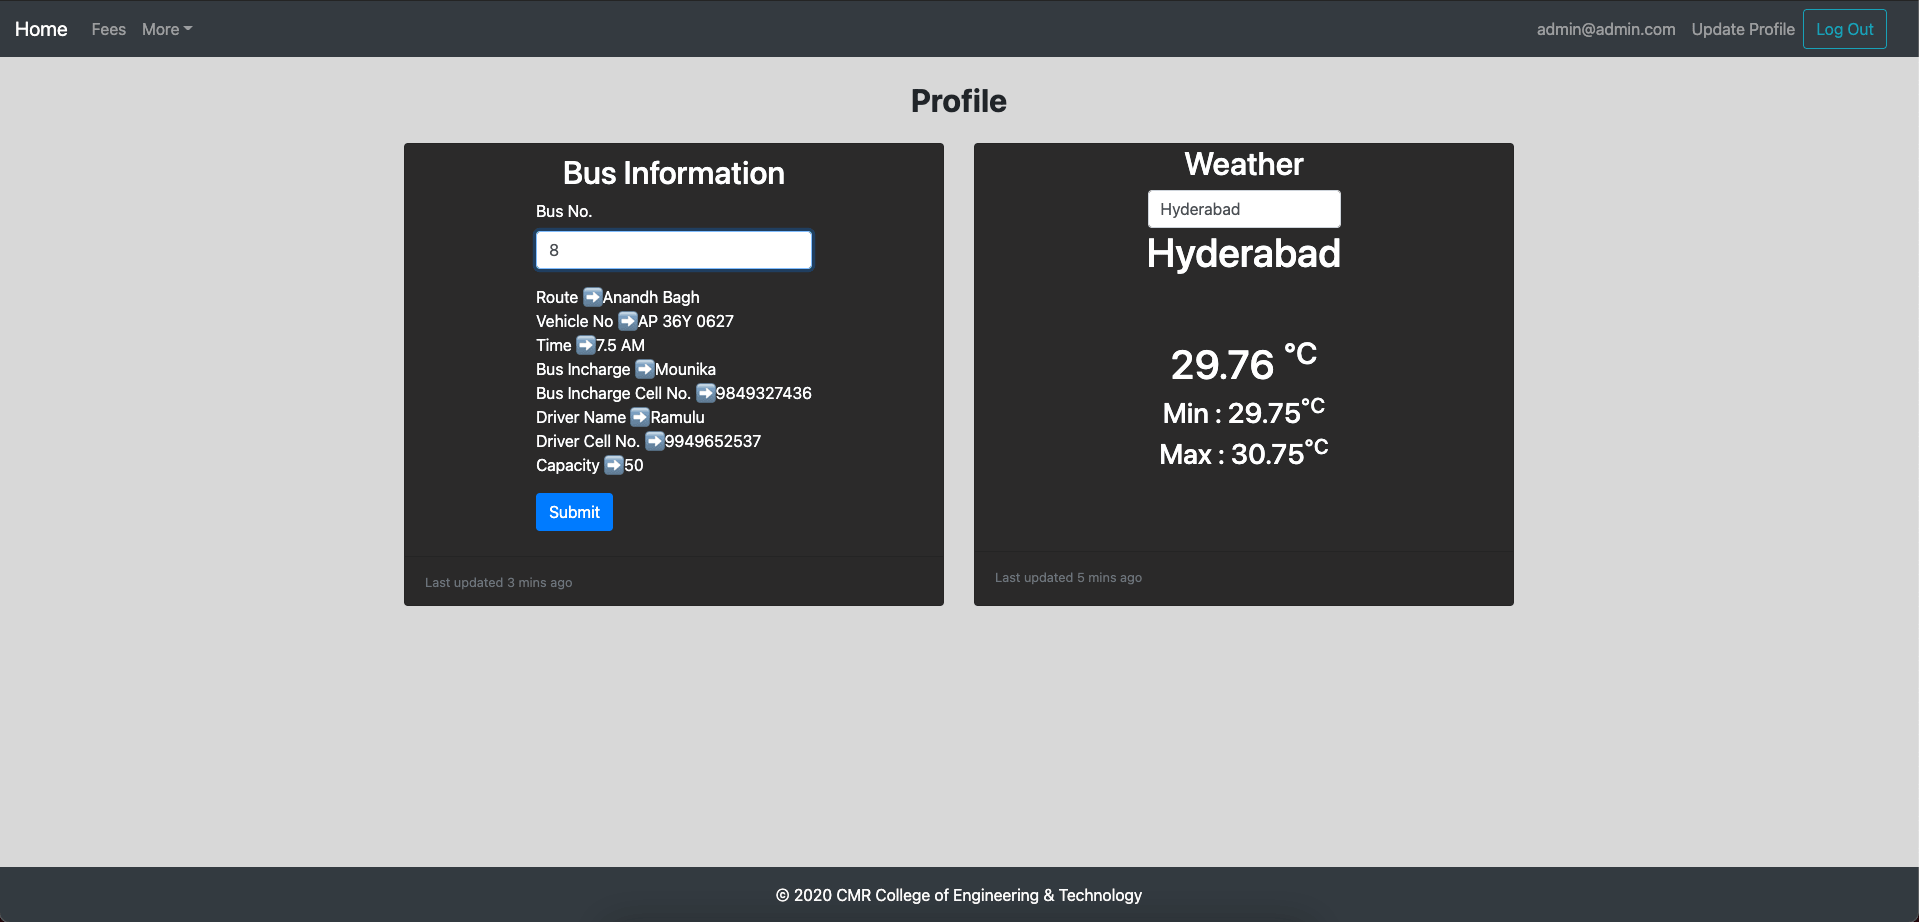 Home Fees More admin@admin.com Update Profile Log Out
Profile
Bus Information
Bus No.
8
Route ➡️Anandh Bagh
Vehicle No ➡️AP 36Y 0627
Time ➡️7.5 AM
Bus Incharge ➡️Mounika
Bus Incharge Cell No. ➡️9849327436
Driver Name ➡️Ramulu
Driver Cell No. ➡️9949652537
Capacity ➡️50
Submit
Last updated 3 mins ago
Weather
Hyderabad
Hyderabad
29.76 °C
Min : 29.75°C
Max : 30.75°C
Last updated 5 mins ago
© 2020 CMR College of Engineering & Technology